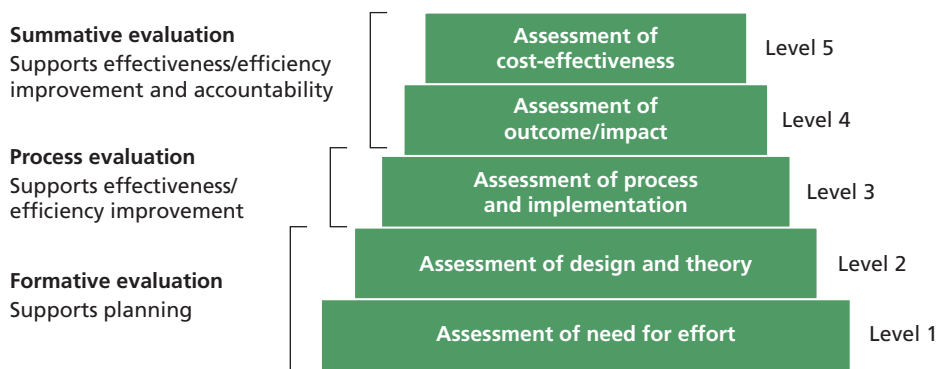 Summative evaluation
Supports effectiveness/efficiency
improvement and accountability
Assessment of
cost-effectiveness
Level 5
Assessment of
outcome/impact
Level 4
Process evaluation
Supports effectiveness/
efficiency improvement
Assessment of process
and implementation
Level 3
Assessment of design and theory
Level 2
Formative evaluation
Supports planning
Assessment of need for effort
Level 1